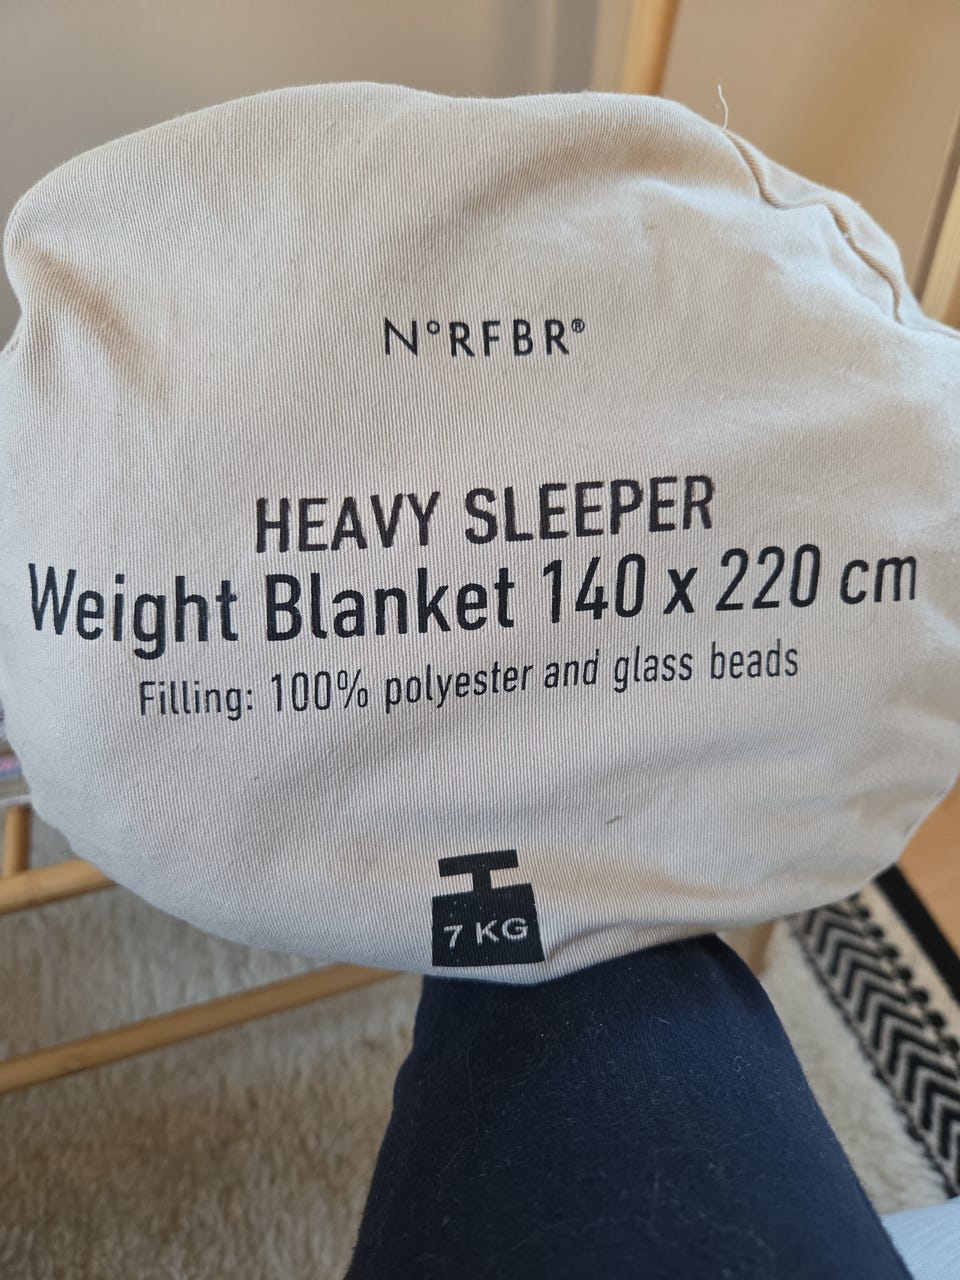 N°RFBR®
HEAVY SLEEPER
Weight Blanket 140 x 220 cm
Filling: 100% polyester and glass beads
7 KG